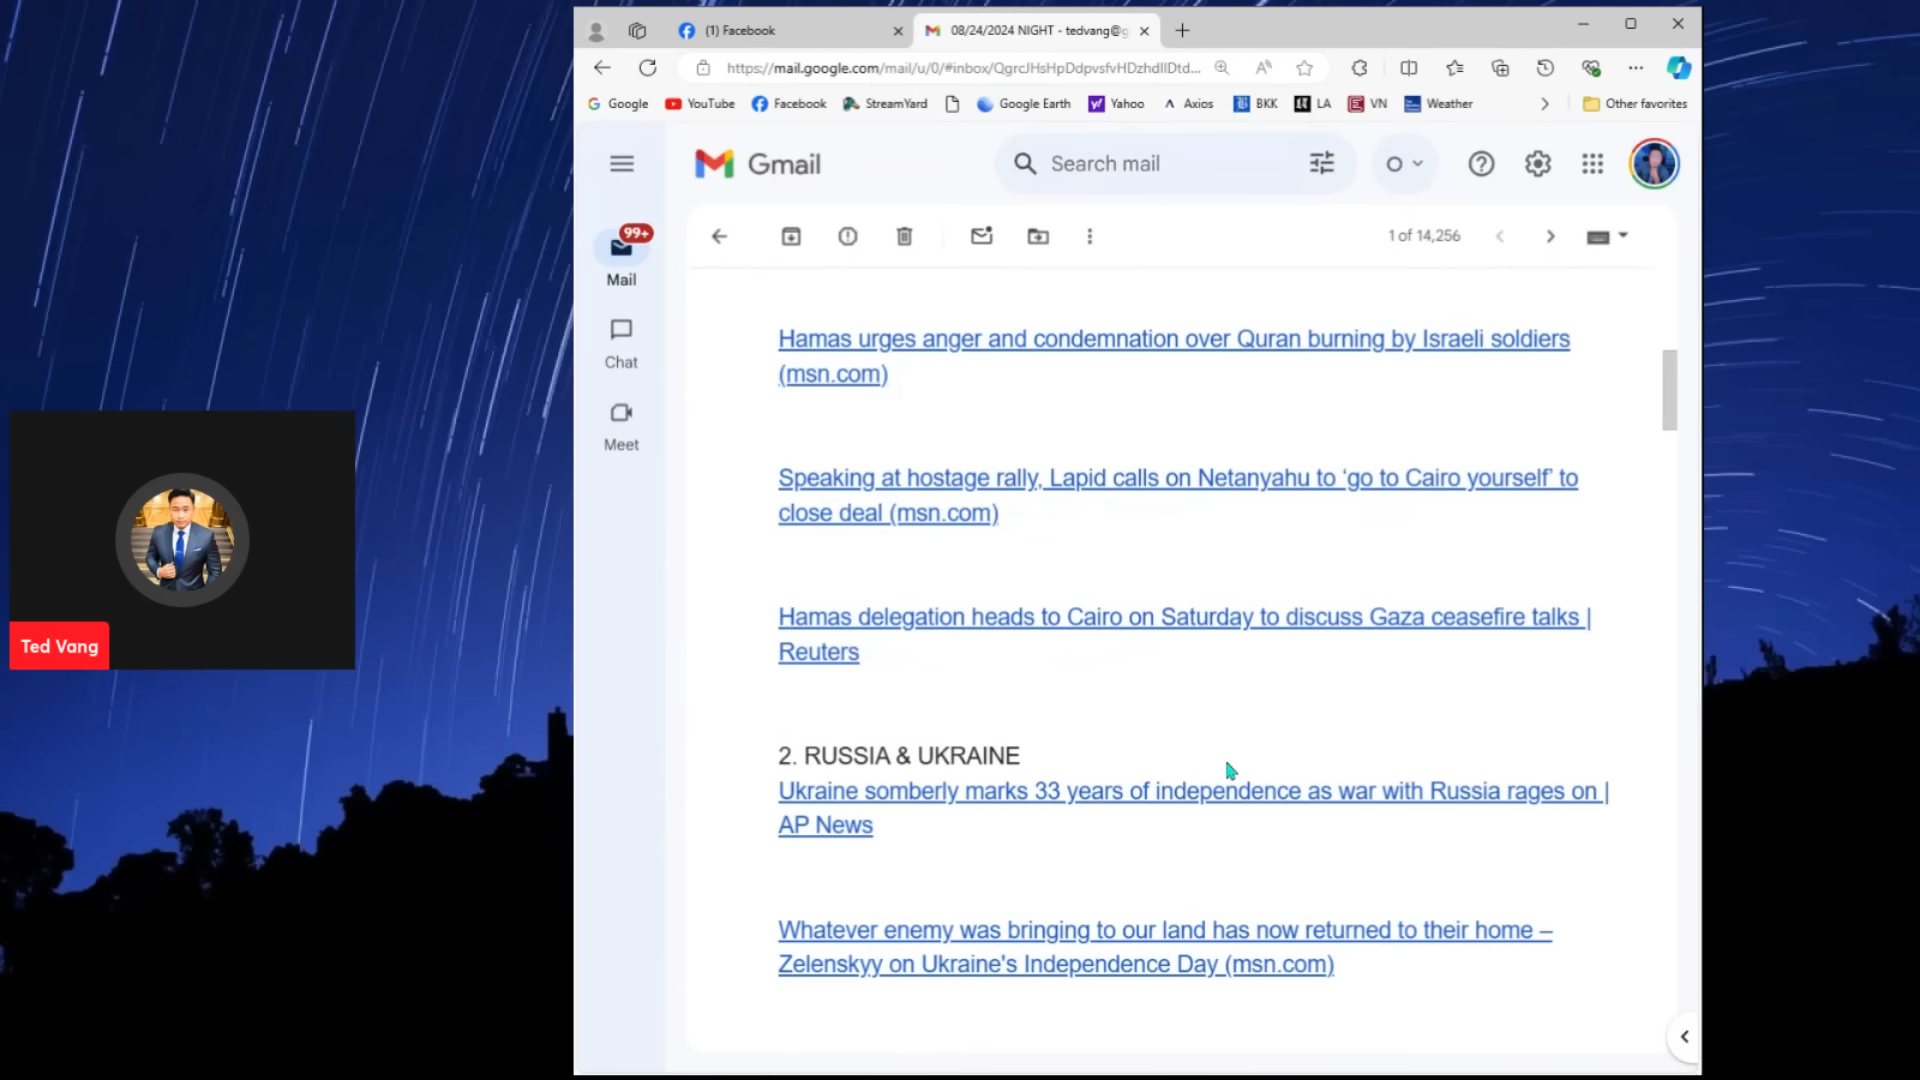 (1) Facebook
08/24/2024 NIGHT - tedvang@g
https://mail.google.com/mail/u/0/#inbox/QgrcJHsHpDdpvsfvHDzhdllDtd...
Google
YouTube
Facebook
StreamYard
Google Earth
Yahoo
Axios
BKK
LA
VN
Weather
Other favorites
Gmail
Search mail
99+
Mail
Chat
Meet
1 of 14,256
Hamas urges anger and condemnation over Quran burning by Israeli soldiers
(msn.com)
Speaking at hostage rally, Lapid calls on Netanyahu to ‘go to Cairo yourself’ to
close deal (msn.com)
Hamas delegation heads to Cairo on Saturday to discuss Gaza ceasefire talks |
Reuters
2. RUSSIA & UKRAINE
Ukraine somberly marks 33 years of independence as war with Russia rages on |
AP News
Whatever enemy was bringing to our land has now returned to their home –
Zelenskyy on Ukraine's Independence Day (msn.com)
Ted Vang